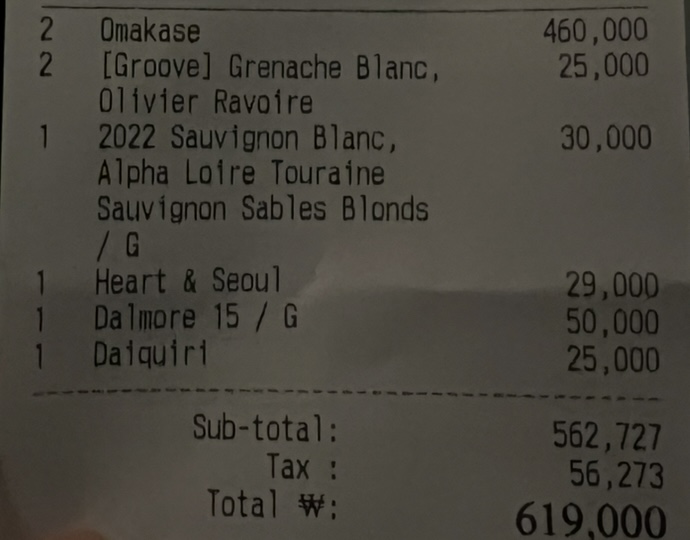 2 Omakase 460,000
2 [Groove] Grenache Blanc, 25,000
Olivier Ravoire
1 2022 Sauvignon Blanc, 30,000
Alpha Loire Touraine
Sauvignon Sables Blonds
/ G
1 Heart & Seoul 29,000
1 Dalmore 15 / G 50,000
1 Daiquiri 25,000
Sub-total: 562,727
Tax : 56,273
Total ₩: 619,000